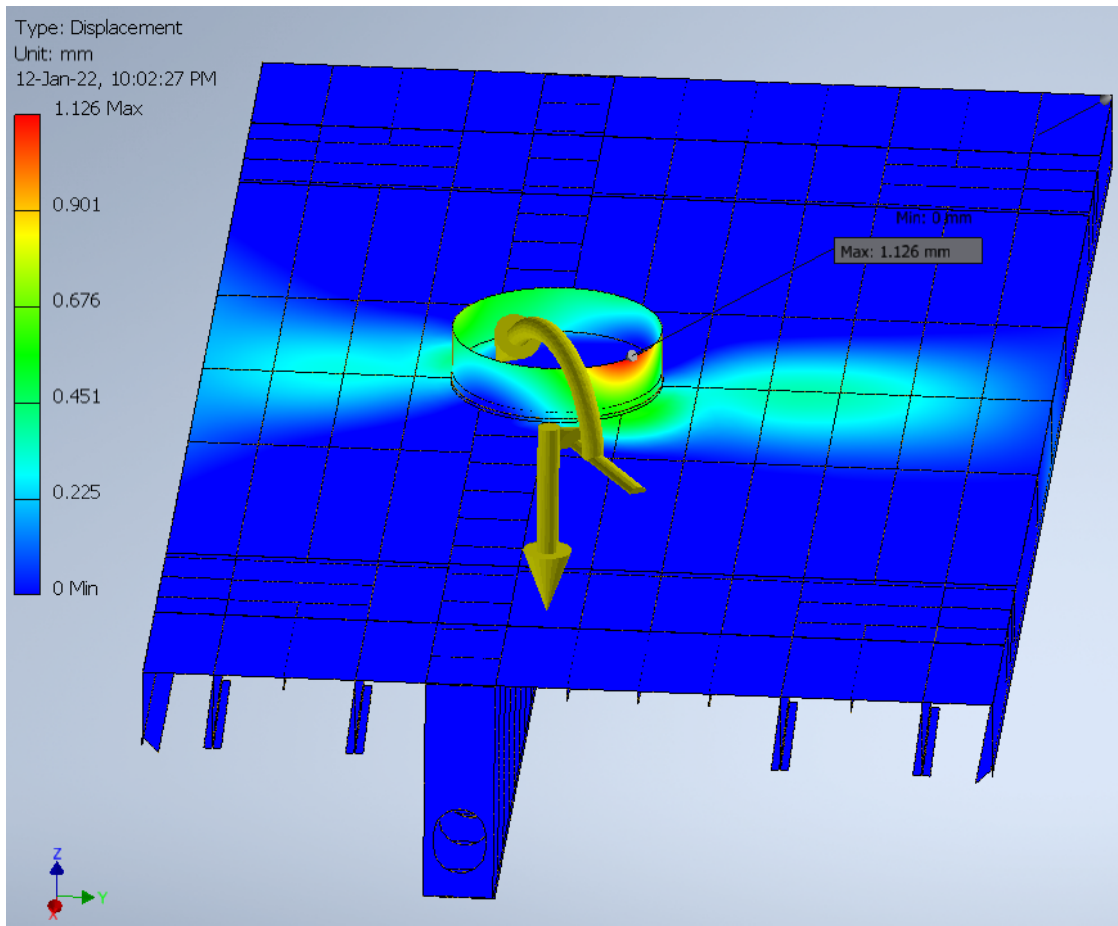 Type: Displacement
Unit: mm
12-Jan-22, 10:02:27 PM
1.126 Max
0.901
0.676
0.451
0.225
0 Min
Min: 0 mm
Max: 1.126 mm
Z
Y
X